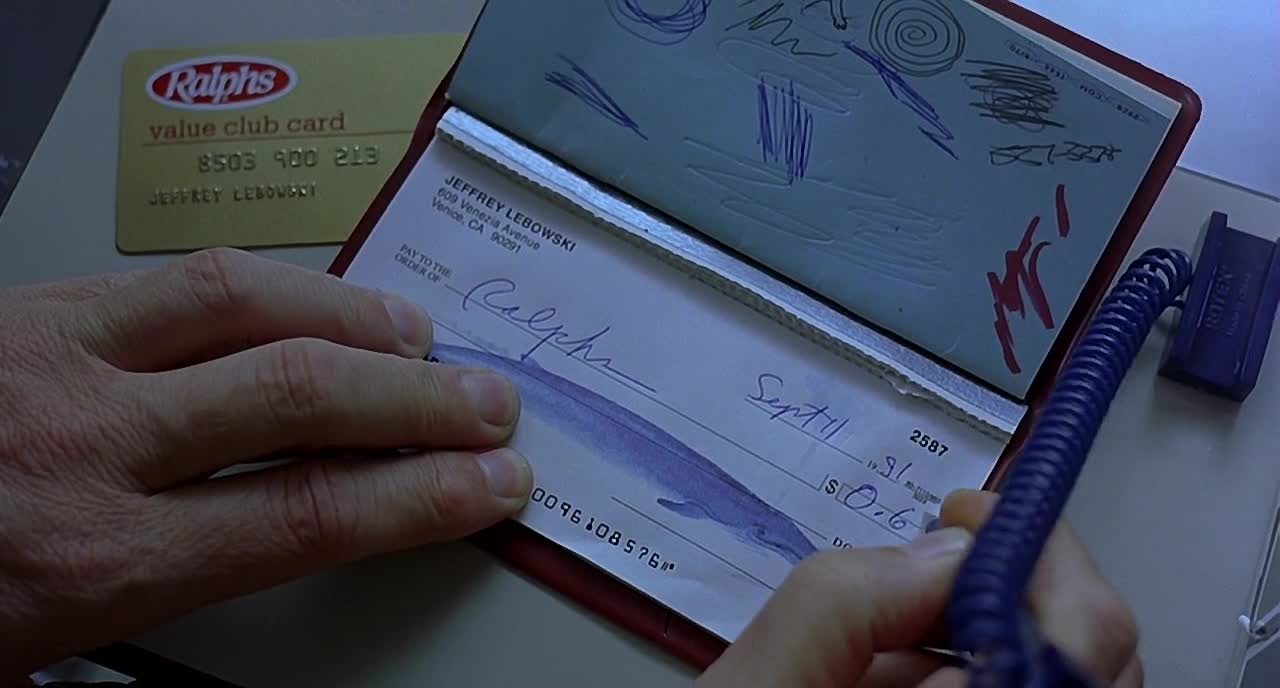 Ralphs
value club card
8503 900 213
JEFFREY LEBOWSKI
JEFFREY LEBOWSKI
609 Venezia Avenue
Venice, CA 90291
PAY TO THE
ORDER OF
Ralphs
Sept 11
2587
19 91
$ 0.6
DO
0096108576⑈